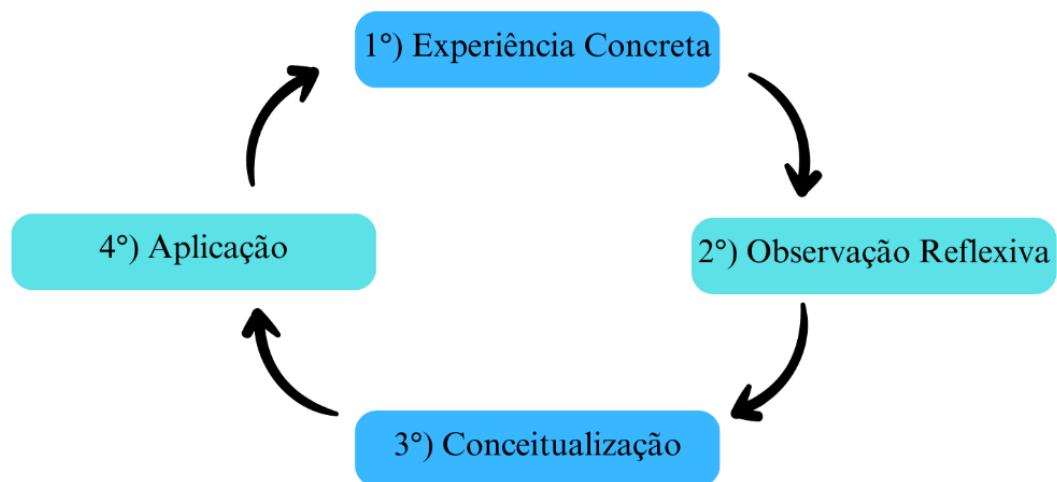 1°) Experiência Concreta
2°) Observação Reflexiva
3°) Conceitualização
4°) Aplicação